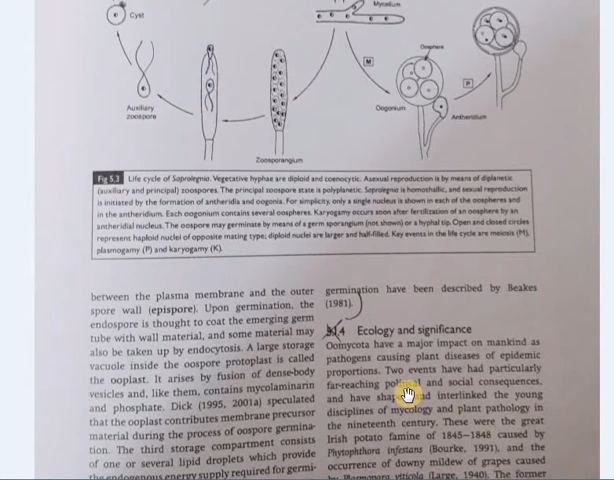 Cyst
Mycelium
M
Oosphere
P
Auxiliary
zoospore
Oogonium
Antheridium
Zoosporangium
Fig 5.3 Life cycle of Saprolegnia. Vegetative hyphae are diploid and coenocytic. Asexual reproduction is by means of diplanetic
(auxiliary and principal) zoospores. The principal zoospore state is polyplanetic. Saprolegnia is homothallic, and sexual reproduction
is initiated by the formation of antheridia and oogonia. For simplicity, only a single nucleus is shown in each of the oospheres and
in the antheridium. Each oogonium contains several oospheres. Karyogamy occurs soon after fertilization of an oosphere by an
antheridial nucleus. The oospore may germinate by means of a germ sporangium (not shown) or a hyphal tip. Open and closed circles
represent haploid nuclei of opposite mating type; diploid nuclei are larger and half-filled. Key events in the life cycle are meiosis (M),
plasmogamy (P) and karyogamy (K).
between the plasma membrane and the outer
spore wall (epispore). Upon germination, the
endospore is thought to coat the emerging germ
tube with wall material, and some material may
also be taken up by endocytosis. A large storage
vacuole inside the oospore protoplast is called
the ooplast. It arises by fusion of dense-body
vesicles and, like them, contains mycolaminarin
and phosphate. Dick (1995, 2001a) speculated
that the ooplast contributes membrane precursor
material during the process of oospore germina-
tion. The third storage compartment consists
of one or several lipid droplets which provide
the endogenous energy supply required for germi-
germination have been described by Beakes
(1981).
4 Ecology and significance
Oomycota have a major impact on mankind as
pathogens causing plant diseases of epidemic
proportions. Two events have had particularly
far-reaching and social consequences,
and have interlinked the young
disciplines of mycology and plant pathology in
the nineteenth century. These were the great
Irish potato famine of 1845–1848 caused by
Phytophthora infestans (Bourke, 1991), and the
occurrence of downy mildew of grapes caused
by Plasmopara viticola (Large, 1940). The former